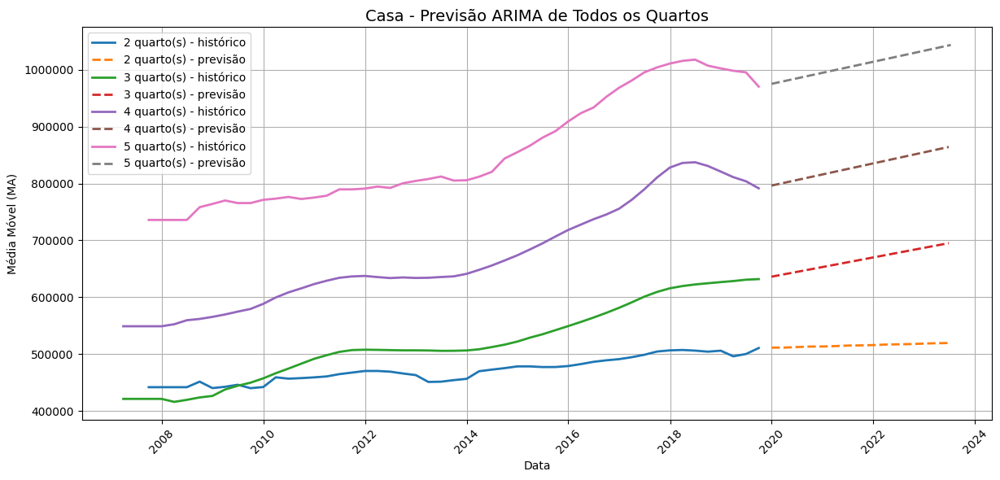 Casa - Previsão ARIMA de Todos os Quartos
2 quarto(s) - histórico
2 quarto(s) - previsão
3 quarto(s) - histórico
3 quarto(s) - previsão
4 quarto(s) - histórico
4 quarto(s) - previsão
5 quarto(s) - histórico
5 quarto(s) - previsão
Média Móvel (MA)
1000000
900000
800000
700000
600000
500000
400000
2008
2010
2012
2014
2016
2018
2020
2022
2024
Data